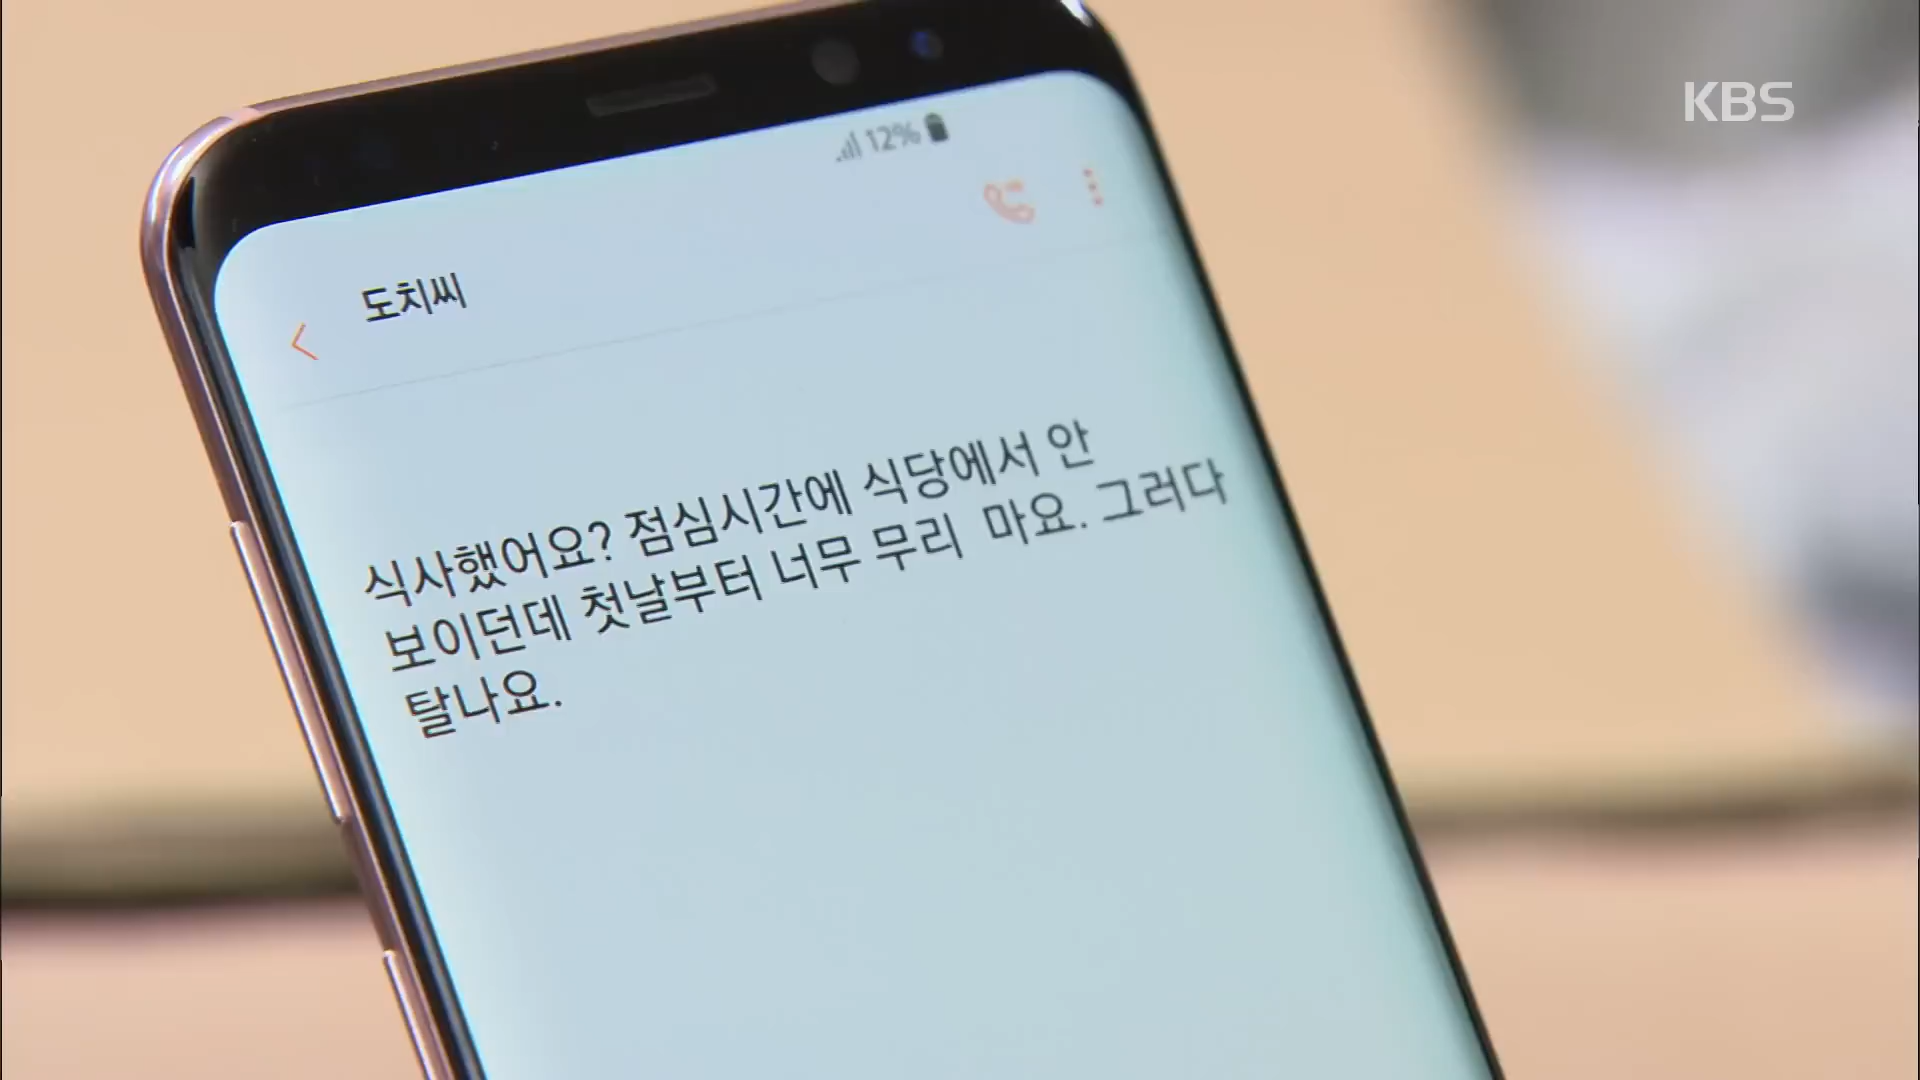 KBS
12%
도치씨
식사했어요? 점심시간에 식당에서 안
보이던데 첫날부터 너무 무리 마요. 그러다
탈나요.